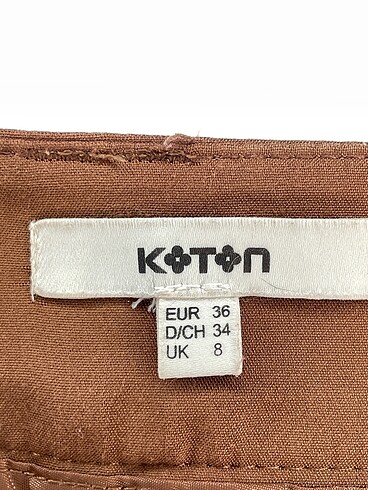 KOTON
EUR 36
D/CH 34
UK 8